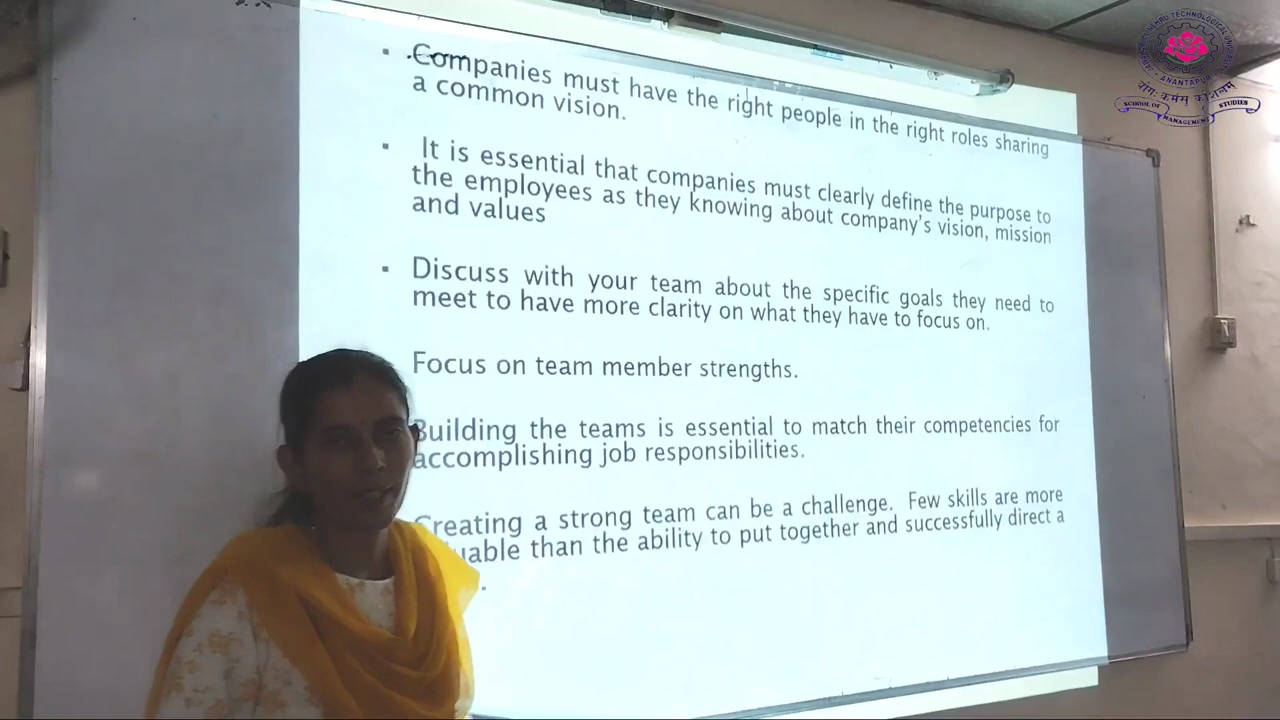 Companies must have the right people in the right roles sharing
a common vision.
It is essential that companies must clearly define the purpose to
the employees as they knowing about company's vision, mission
and values
Discuss with your team about the specific goals they need to
meet to have more clarity on what they have to focus on.
Focus on team member strengths.
Building the teams is essential to match their competencies for
accomplishing job responsibilities.
Creating a strong team can be a challenge. Few skills are more
than the ability to put together and successfully direct a
ANANTAPUR
योगः कर्मसु कौशलम्
SCHOOL OF MANAGEMENT STUDIES